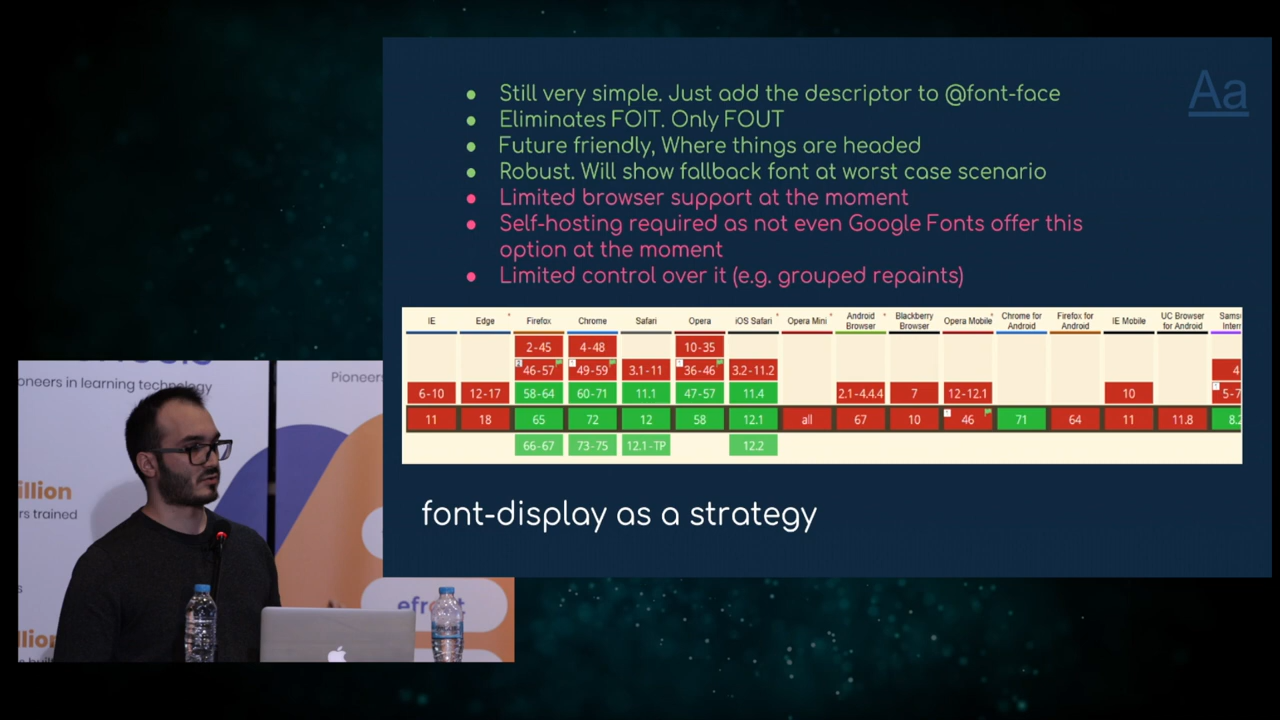 Aa
● Still very simple. Just add the descriptor to @font-face
● Eliminates FOIT. Only FOUT
● Future friendly, Where things are headed
● Robust. Will show fallback font at worst case scenario
● Limited browser support at the moment
● Self-hosting required as not even Google Fonts offer this
option at the moment
● Limited control over it (e.g. grouped repaints)
IE Edge Firefox Chrome Safari Opera iOS Safari Opera Mini Android Browser Blackberry Browser Opera Mobile Chrome for Android Firefox for Android IE Mobile UC Browser for Android
2-45 4-48 10-35
46-57 49-59 3.1-11 36-46 3.2-11.2 4
6-10 12-17 58-64 60-71 11.1 47-57 11.4 2.1-4.4.4 7 12-12.1 10 5-7
11 18 65 72 12 58 12.1 all 67 10 46 71 64 11 11.8 8.2
66-67 73-75 12.1-TP 12.2
font-display as a strategy
oneers in learning technology
Pioneers
illion
rs trained